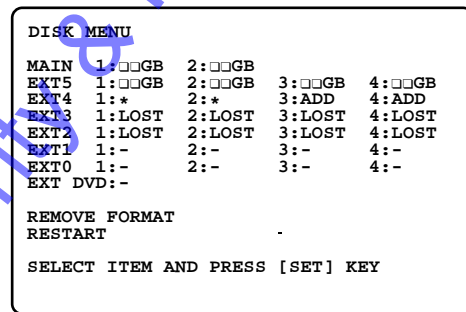 DISK MENU
MAIN 1:□□GB 2:□□GB
EXT5 1:□□GB 2:□□GB 3:□□GB 4:□□GB
EXT4 1:* 2:* 3:ADD 4:ADD
EXT3 1:LOST 2:LOST 3:LOST 4:LOST
EXT2 1:LOST 2:LOST 3:LOST 4:LOST
EXT1 1:- 2:- 3:- 4:-
EXT0 1:- 2:- 3:- 4:-
EXT DVD:-
REMOVE FORMAT
RESTART -
SELECT ITEM AND PRESS [SET] KEY
ity &